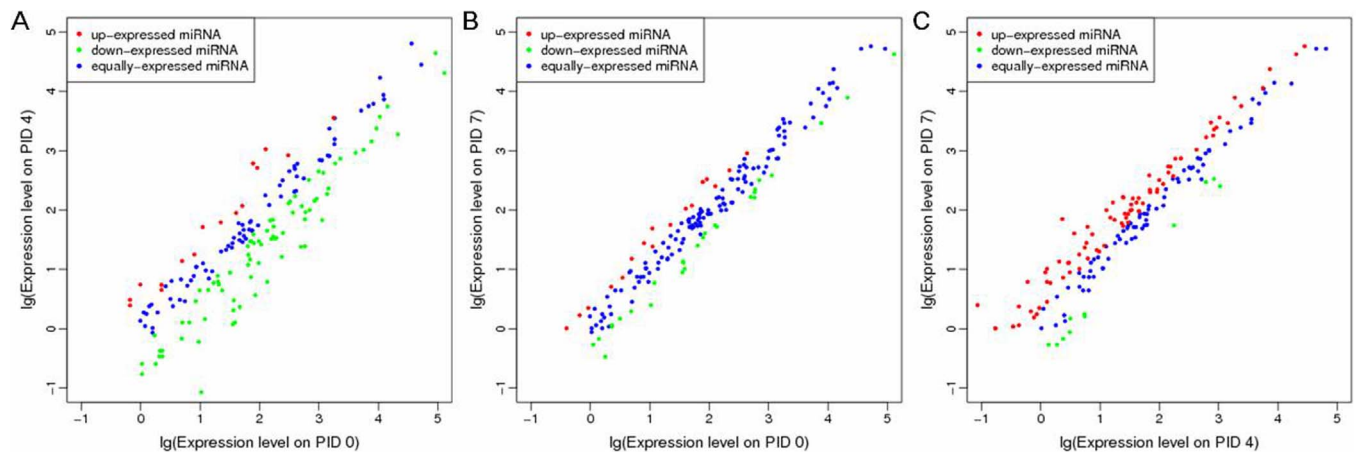 A
up-expressed miRNA
down-expressed miRNA
equally-expressed miRNA
lg(Expression level on PID 4)
5
4
3
2
1
0
-1
-1 0 1 2 3 4 5
lg(Expression level on PID 0)
B
up-expressed miRNA
down-expressed miRNA
equally-expressed miRNA
lg(Expression level on PID 7)
5
4
3
2
1
0
-1
-1 0 1 2 3 4 5
lg(Expression level on PID 0)
C
up-expressed miRNA
down-expressed miRNA
equally-expressed miRNA
lg(Expression level on PID 7)
5
4
3
2
1
0
-1
-1 0 1 2 3 4 5
lg(Expression level on PID 4)